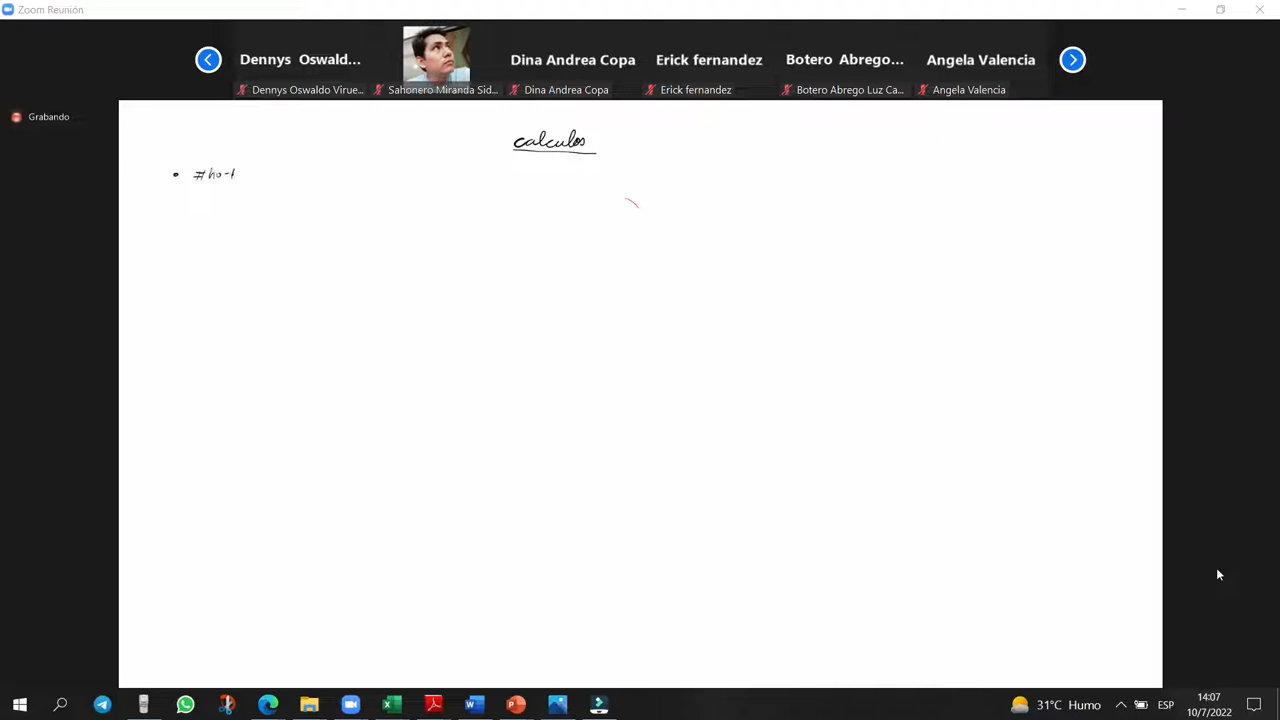 Zoom Reunión
Dennys Oswald...
Dina Andrea Copa
Erick fernandez
Botero Abrego...
Angela Valencia
Dennys Oswaldo Virue...
Sahonero Miranda Sid...
Dina Andrea Copa
Erick fernandez
Botero Abrego Luz Ca...
Angela Valencia
Grabando
calculos
31°C Humo
ESP
14:07
10/7/2022